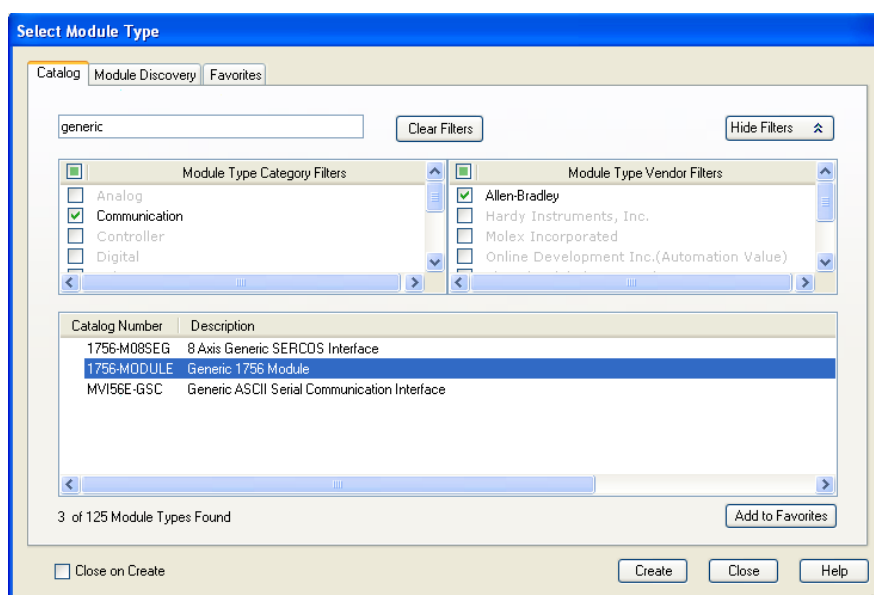 Select Module Type
Catalog Module Discovery Favorites
generic Clear Filters Hide Filters
Module Type Category Filters
Analog
Communication
Controller
Digital
Module Type Vendor Filters
Allen-Bradley
Hardy Instruments, Inc.
Molex Incorporated
Online Development Inc.(Automation Value)
Catalog Number Description
1756-M08SEG 8 Axis Generic SERCOS Interface
1756-MODULE Generic 1756 Module
MVI56E-GSC Generic ASCII Serial Communication Interface
3 of 125 Module Types Found Add to Favorites
Close on Create Create Close Help